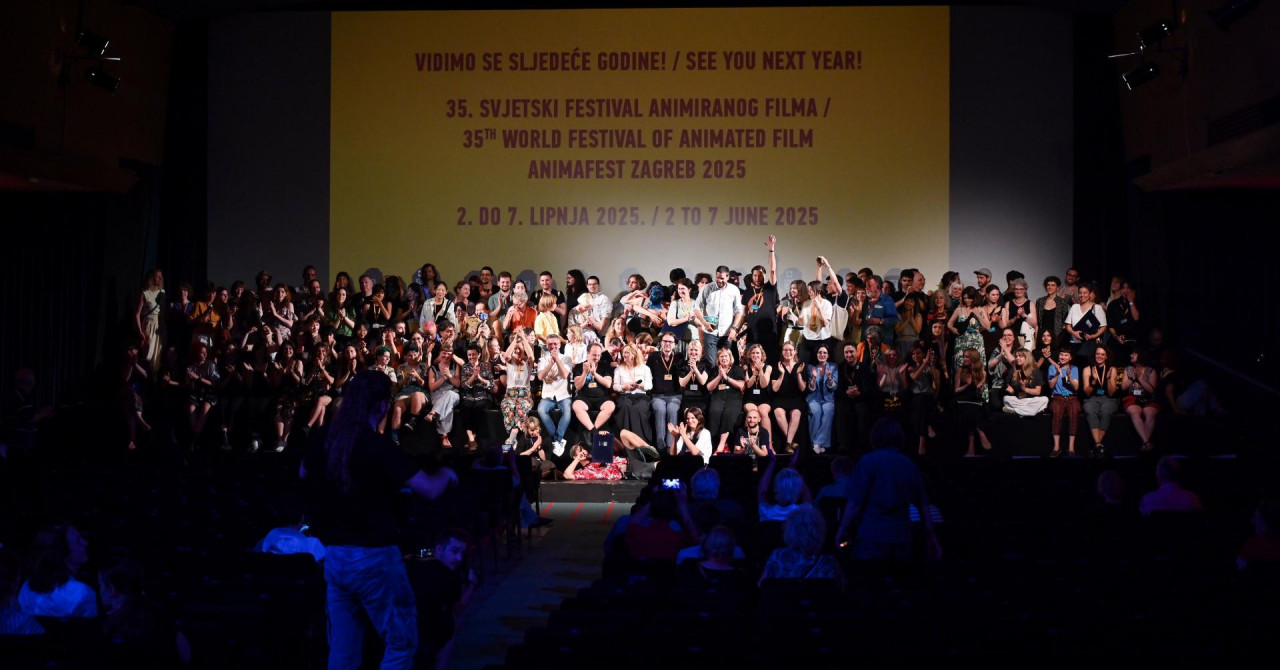 VIDIMO SE SLJEDEĆE GODINE! / SEE YOU NEXT YEAR!
35. SVJETSKI FESTIVAL ANIMIRANOG FILMA /
35TH WORLD FESTIVAL OF ANIMATED FILM
ANIMAFEST ZAGREB 2025
2. DO 7. LIPNJA 2025. / 2 TO 7 JUNE 2025